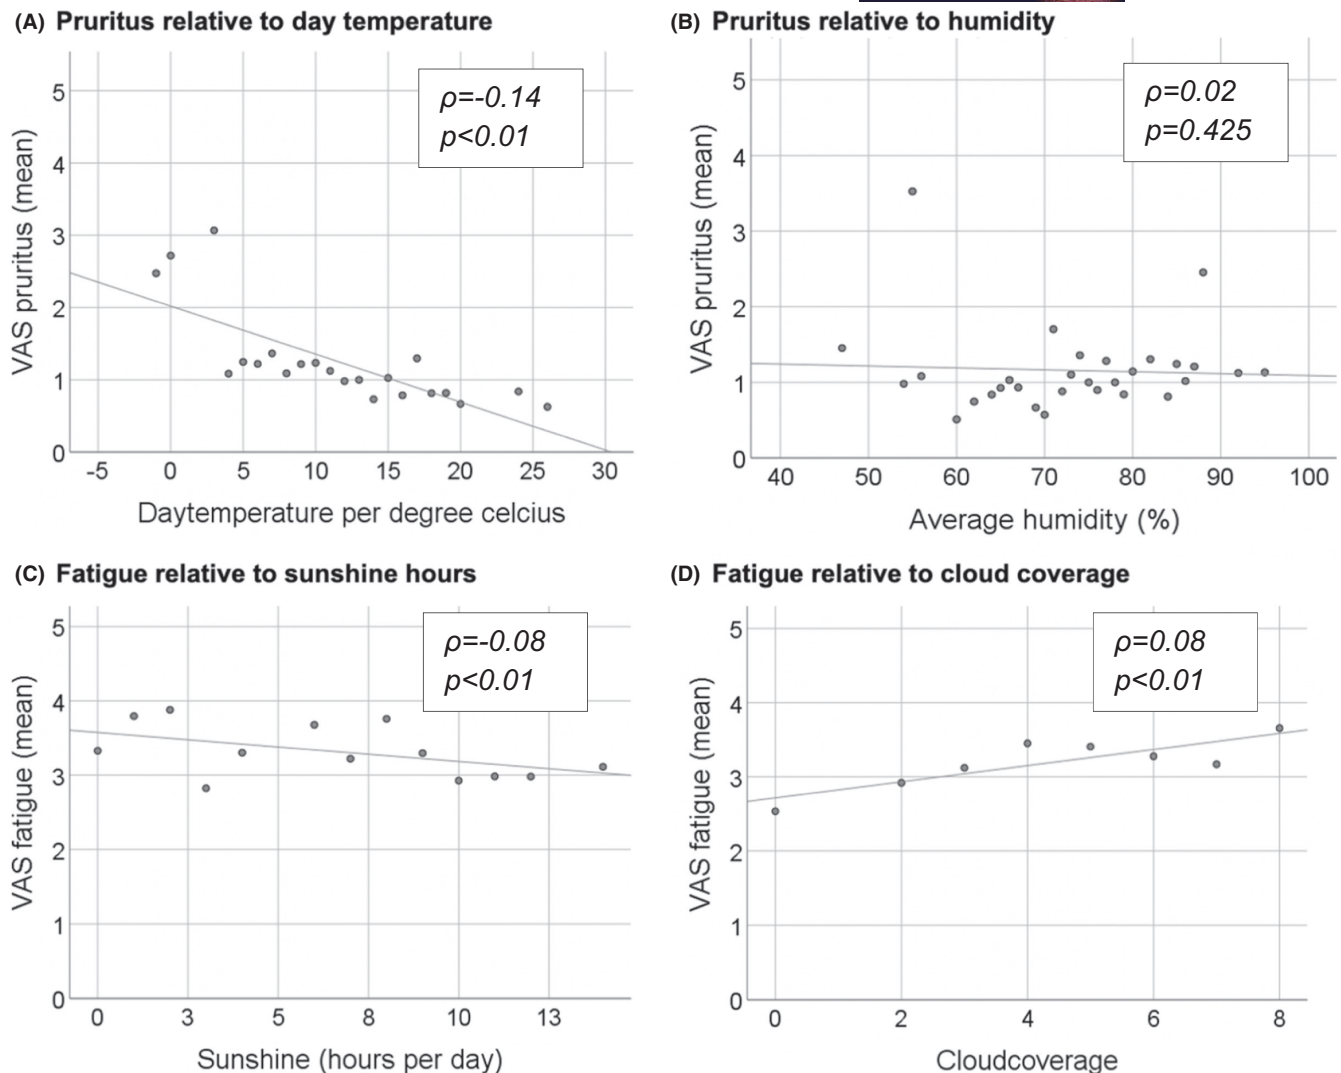 (A) Pruritus relative to day temperature
ρ=-0.14
p<0.01
VAS pruritus (mean)
5
4
3
2
1
0
-5 0 5 10 15 20 25 30
Daytemperature per degree celcius
(B) Pruritus relative to humidity
ρ=0.02
p=0.425
VAS pruritus (mean)
5
4
3
2
1
0
40 50 60 70 80 90 100
Average humidity (%)
(C) Fatigue relative to sunshine hours
ρ=-0.08
p<0.01
VAS fatigue (mean)
5
4
3
2
1
0
0 3 5 8 10 13
Sunshine (hours per day)
(D) Fatigue relative to cloud coverage
ρ=0.08
p<0.01
VAS fatigue (mean)
5
4
3
2
1
0
0 2 4 6 8
Cloudcoverage